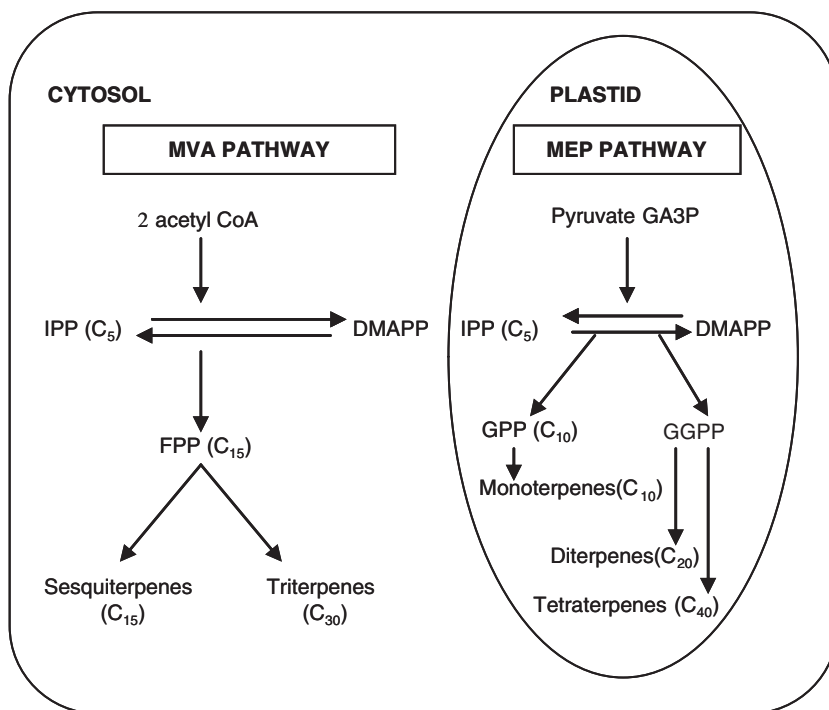 CYTOSOL
MVA PATHWAY
2 acetyl CoA
IPP (C₅)
DMAPP
FPP (C₁₅)
Sesquiterpenes
(C₁₅)
Triterpenes
(C₃₀)
PLASTID
MEP PATHWAY
Pyruvate GA3P
IPP (C₅)
DMAPP
GPP (C₁₀)
GGPP
Monoterpenes(C₁₀)
Diterpenes(C₂₀)
Tetraterpenes (C₄₀)